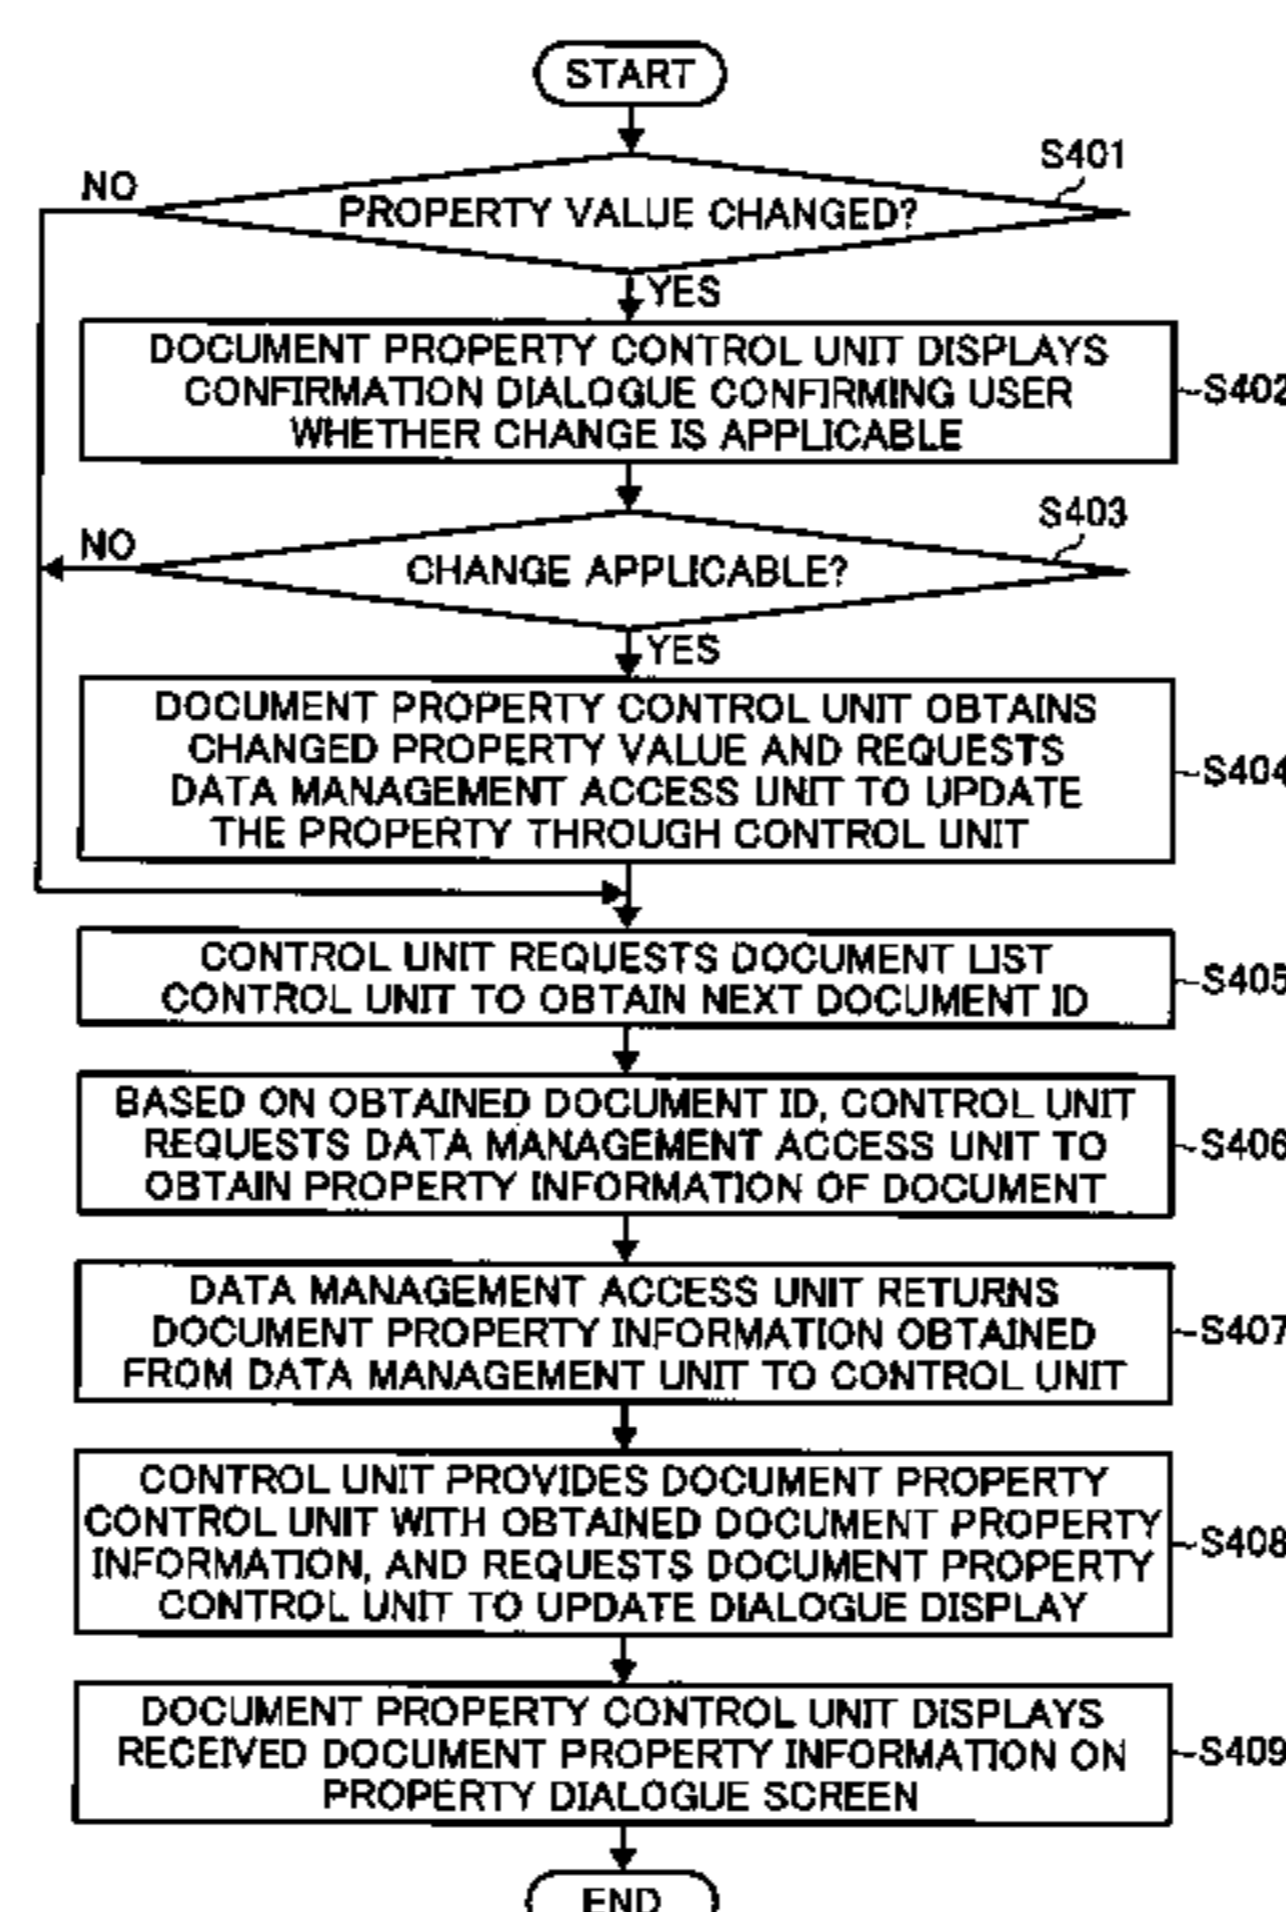 START
S401
NO
PROPERTY VALUE CHANGED?
YES
DOCUMENT PROPERTY CONTROL UNIT DISPLAYS
CONFIRMATION DIALOGUE CONFIRMING USER
WHETHER CHANGE IS APPLICABLE
S402
S403
NO
CHANGE APPLICABLE?
YES
DOCUMENT PROPERTY CONTROL UNIT OBTAINS
CHANGED PROPERTY VALUE AND REQUESTS
DATA MANAGEMENT ACCESS UNIT TO UPDATE
THE PROPERTY THROUGH CONTROL UNIT
S404
CONTROL UNIT REQUESTS DOCUMENT LIST
CONTROL UNIT TO OBTAIN NEXT DOCUMENT ID
S405
BASED ON OBTAINED DOCUMENT ID, CONTROL UNIT
REQUESTS DATA MANAGEMENT ACCESS UNIT TO
OBTAIN PROPERTY INFORMATION OF DOCUMENT
S406
DATA MANAGEMENT ACCESS UNIT RETURNS
DOCUMENT PROPERTY INFORMATION OBTAINED
FROM DATA MANAGEMENT UNIT TO CONTROL UNIT
S407
CONTROL UNIT PROVIDES DOCUMENT PROPERTY
CONTROL UNIT WITH OBTAINED DOCUMENT PROPERTY
INFORMATION, AND REQUESTS DOCUMENT PROPERTY
CONTROL UNIT TO UPDATE DIALOGUE DISPLAY
S408
DOCUMENT PROPERTY CONTROL UNIT DISPLAYS
RECEIVED DOCUMENT PROPERTY INFORMATION ON
PROPERTY DIALOGUE SCREEN
S409
END